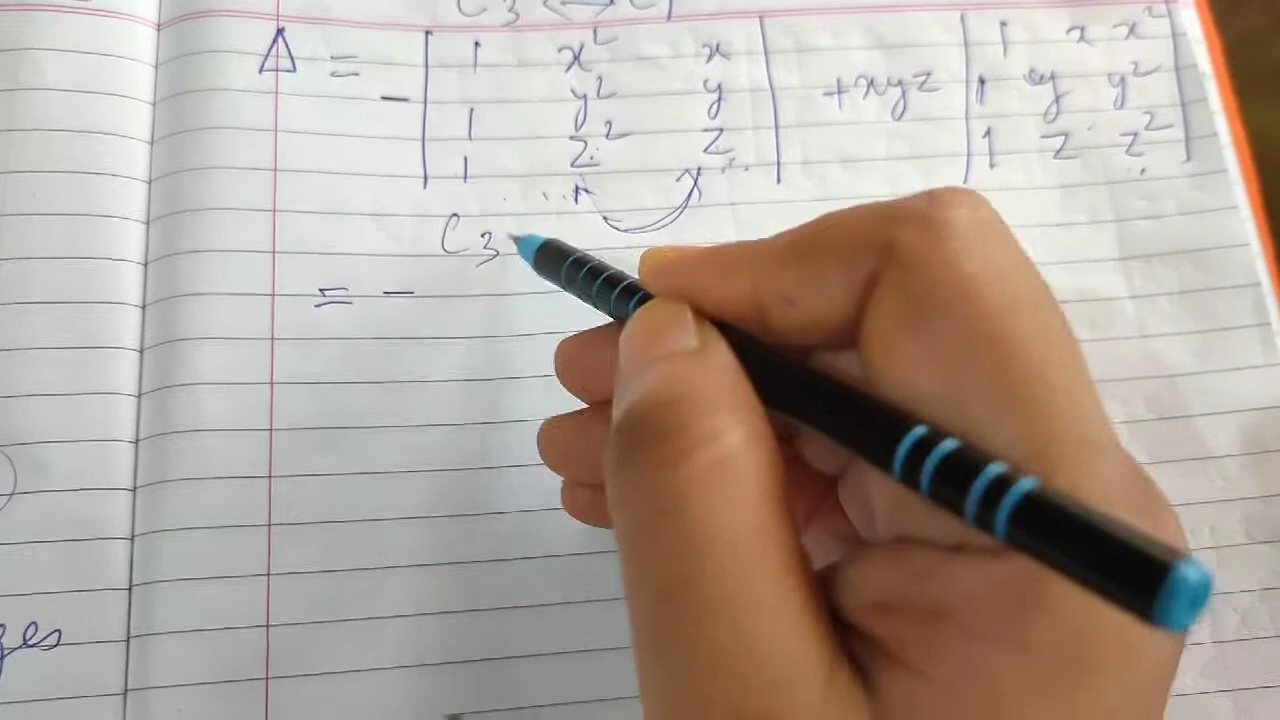 C3 ↔ C1
Δ = - | 1 x² x | + xyz | 1 x x² |
| 1 y² y | | 1 y y² |
| 1 z² z | | 1 z z² |
C3
= -